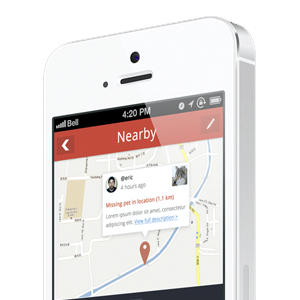 Bell
4:20 PM
Nearby
@eric
4 hours ago
Missing pet in location (1.1 km)
Lorem ipsum dolor sit amet, consectetur
adipiscing elit. View full description >